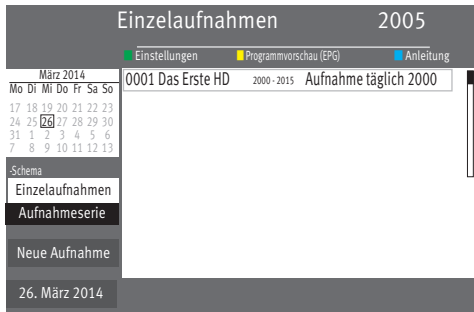 Einzelaufnahmen 2005
Einstellungen Programmvorschau (EPG) Anleitung
März 2014
Mo Di Mi Do Fr Sa So
17 18 19 20 21 22 23
24 25 26 27 28 29 30
31 1 2 3 4 5 6
7 8 9 10 11 12 13
0001 Das Erste HD 2000 - 2015 Aufnahme täglich 2000
-Schema
Einzelaufnahmen
Aufnahmeserie
Neue Aufnahme
26. März 2014